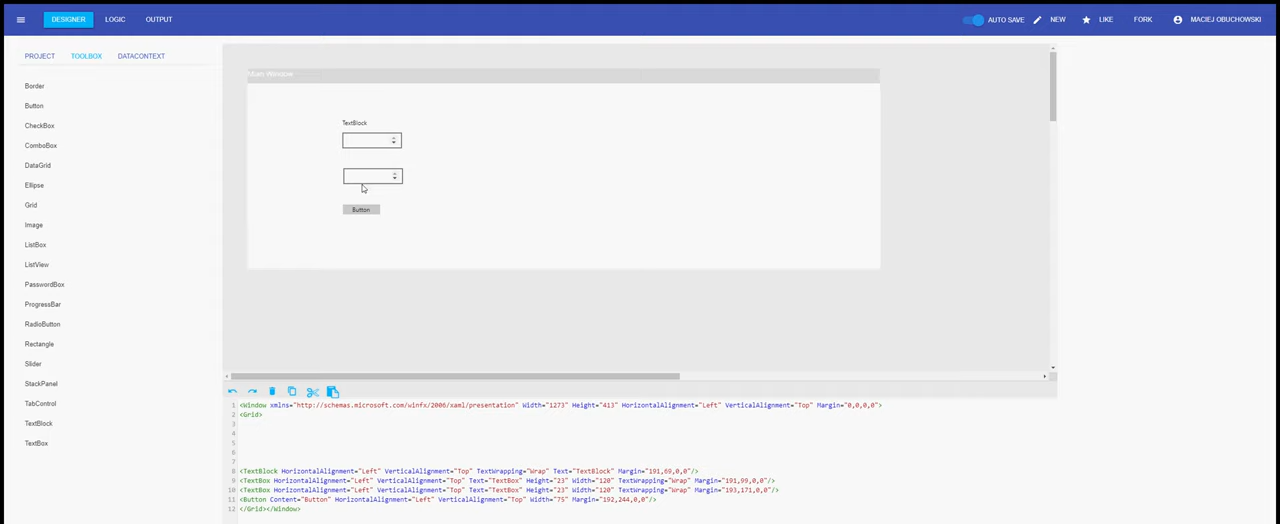 DESIGNER LOGIC OUTPUT AUTO SAVE NEW LIKE FORK MACIEJ OBUCHOWSKI
PROJECT TOOLBOX DATACONTEXT
Border
Button
CheckBox
ComboBox
DataGrid
Ellipse
Grid
Image
ListBox
ListView
PasswordBox
ProgressBar
RadioButton
Rectangle
Slider
StackPanel
TabControl
TextBlock
TextBox
Main Window
TextBlock
Button
1 <Window xmlns="http://schemas.microsoft.com/winfx/2006/xaml/presentation" Width="1273" Height="413" HorizontalAlignment="Left" VerticalAlignment="Top" Margin="0,0,0,0">
2 <Grid>
3
4
5
6
7
8 <TextBlock HorizontalAlignment="Left" VerticalAlignment="Top" TextWrapping="Wrap" Text="TextBlock" Margin="191,69,0,0"/>
9 <TextBox HorizontalAlignment="Left" VerticalAlignment="Top" Text="TextBox" Height="23" Width="120" TextWrapping="Wrap" Margin="191,99,0,0"/>
10 <TextBox HorizontalAlignment="Left" VerticalAlignment="Top" Text="TextBox" Height="23" Width="120" TextWrapping="Wrap" Margin="193,171,0,0"/>
11 <Button Content="Button" HorizontalAlignment="Left" VerticalAlignment="Top" Width="75" Margin="192,244,0,0"/>
12 </Grid></Window>